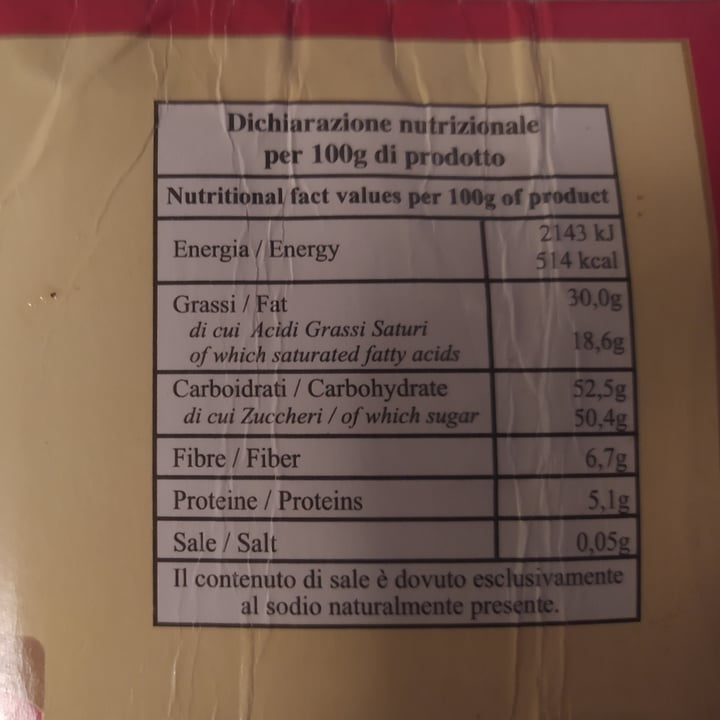 Dichiarazione nutrizionale
per 100g di prodotto
Nutritional fact values per 100g of product
Energia / Energy
2143 kJ
514 kcal
Grassi / Fat 30,0g
di cui Acidi Grassi Saturi
of which saturated fatty acids 18,6g
Carboidrati / Carbohydrate 52,5g
di cui Zuccheri / of which sugar 50,4g
Fibre / Fiber 6,7g
Proteine / Proteins 5,1g
Sale / Salt 0,05g
Il contenuto di sale è dovuto esclusivamente
al sodio naturalmente presente.